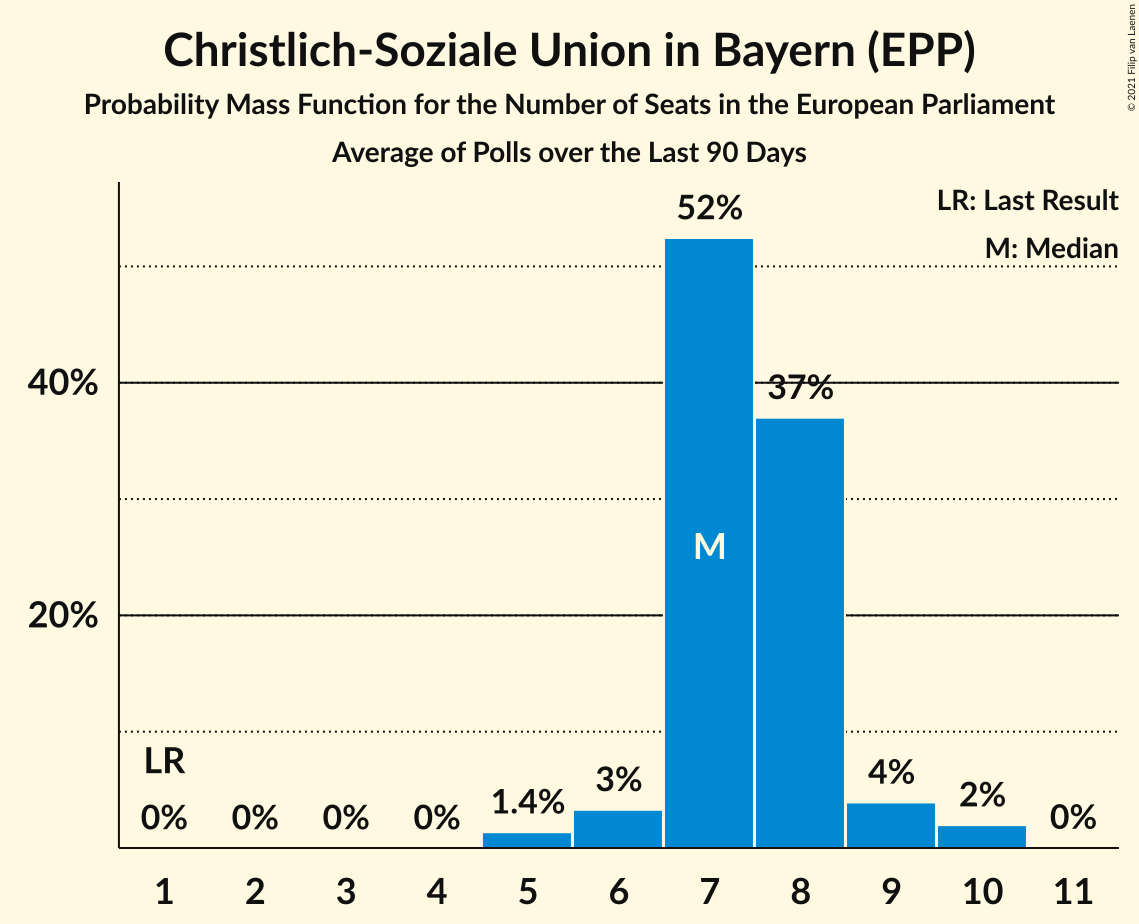 Christlich-Soziale Union in Bayern (EPP)
Probability Mass Function for the Number of Seats in the European Parliament
Average of Polls over the Last 90 Days
© 2021 Filip van Laenen
LR: Last Result
M: Median
52%
40%
37%
M
20%
LR
0%
0%
0%
0%
1.4%
3%
4%
2%
0%
1 2 3 4 5 6 7 8 9 10 11